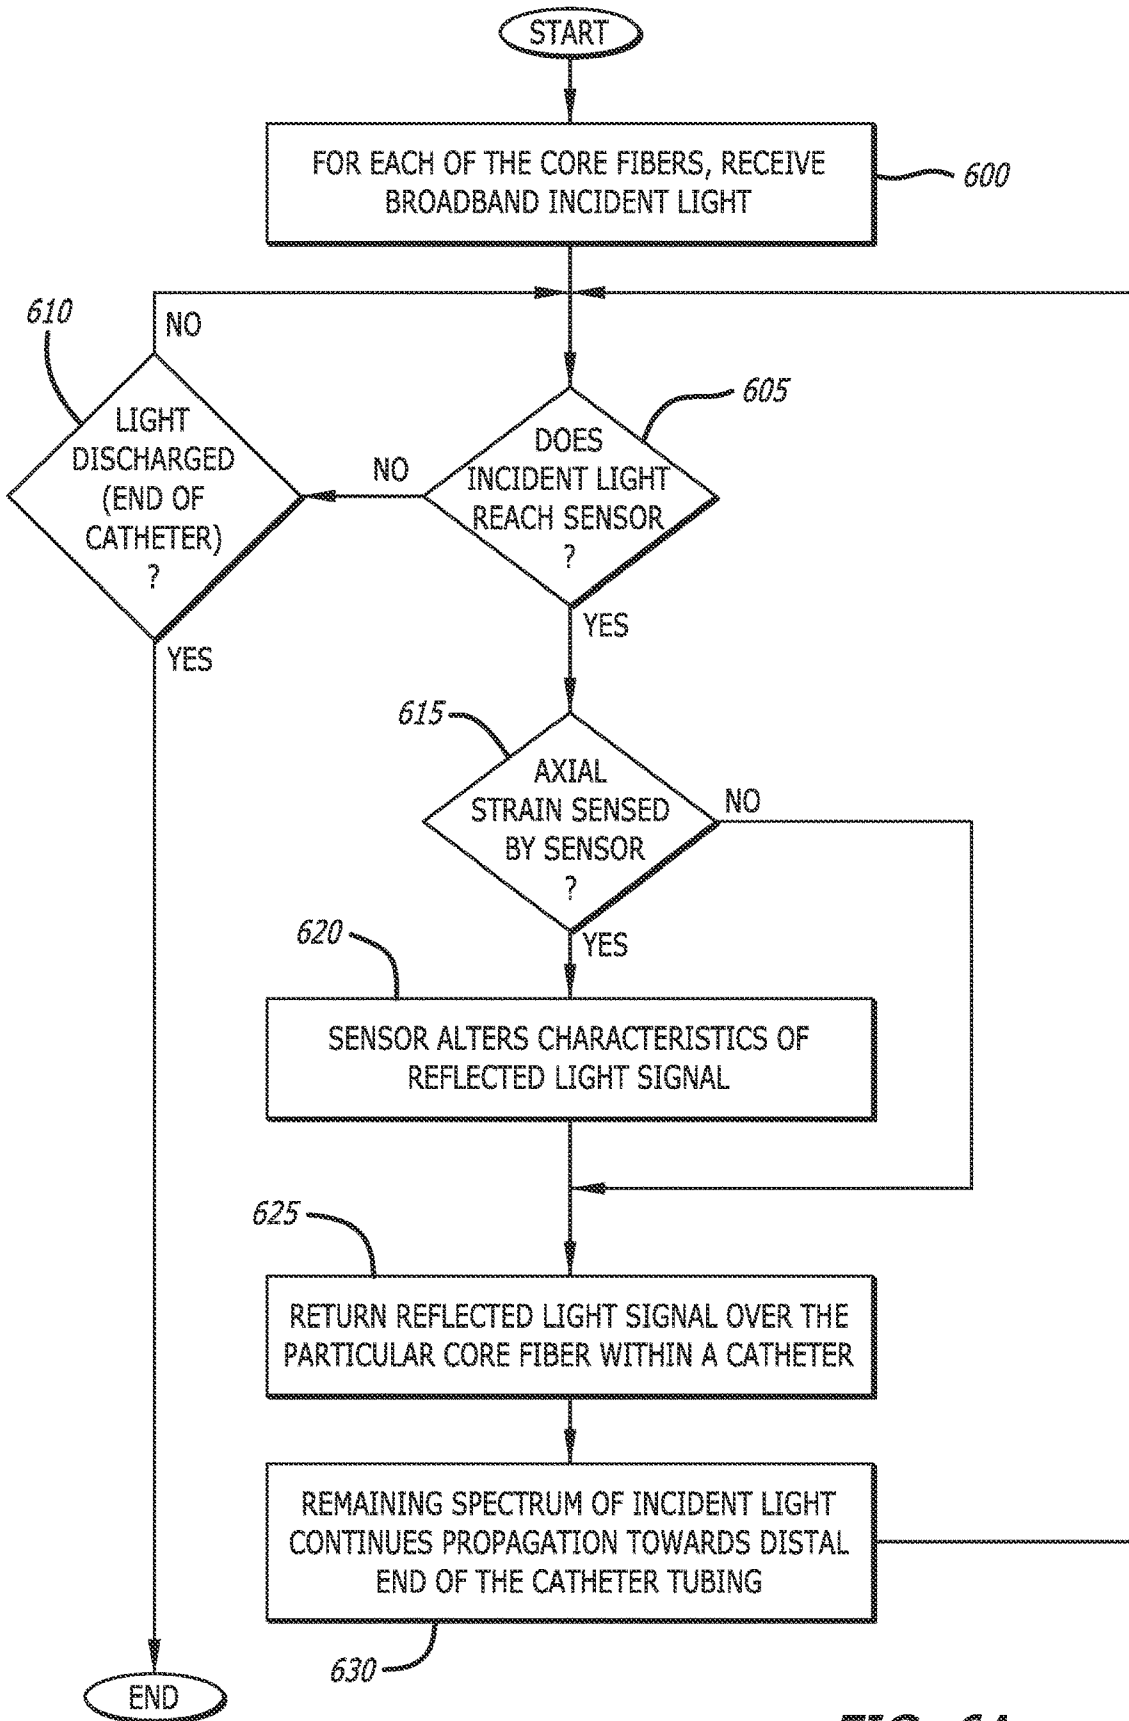 START
FOR EACH OF THE CORE FIBERS, RECEIVE
BROADBAND INCIDENT LIGHT
600
610
NO
605
LIGHT
DISCHARGED
(END OF
CATHETER)
?
NO
DOES
INCIDENT LIGHT
REACH SENSOR
?
YES
YES
615
AXIAL
STRAIN SENSED
BY SENSOR
?
NO
YES
620
SENSOR ALTERS CHARACTERISTICS OF
REFLECTED LIGHT SIGNAL
625
RETURN REFLECTED LIGHT SIGNAL OVER THE
PARTICULAR CORE FIBER WITHIN A CATHETER
REMAINING SPECTRUM OF INCIDENT LIGHT
CONTINUES PROPAGATION TOWARDS DISTAL
END OF THE CATHETER TUBING
630
END